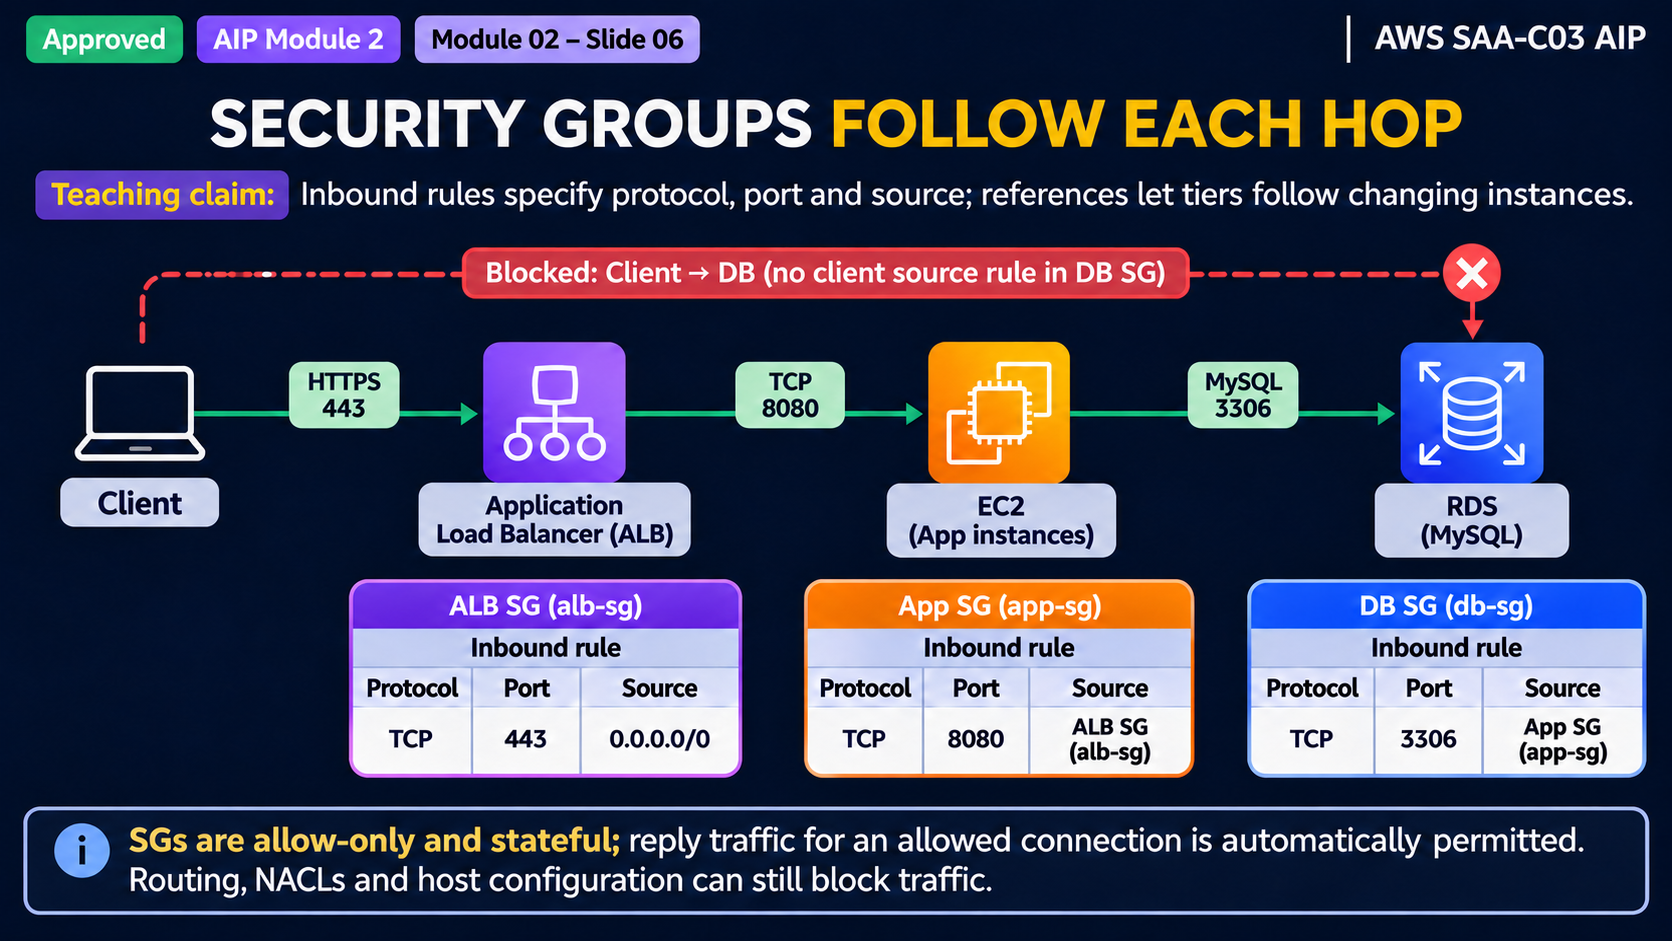 Approved
AIP Module 2
Module 02 – Slide 06
AWS SAA-C03 AIP
SECURITY GROUPS FOLLOW EACH HOP
Teaching claim: Inbound rules specify protocol, port and source; references let tiers follow changing instances.
Blocked: Client → DB (no client source rule in DB SG)
HTTPS
443
TCP
8080
MySQL
3306
Client
Application
Load Balancer (ALB)
EC2
(App instances)
RDS
(MySQL)
ALB SG (alb-sg)
Inbound rule
Protocol Port Source
TCP 443 0.0.0.0/0
App SG (app-sg)
Inbound rule
Protocol Port Source
TCP 8080 ALB SG
(alb-sg)
DB SG (db-sg)
Inbound rule
Protocol Port Source
TCP 3306 App SG
(app-sg)
i
SGs are allow-only and stateful; reply traffic for an allowed connection is automatically permitted.
Routing, NACLs and host configuration can still block traffic.